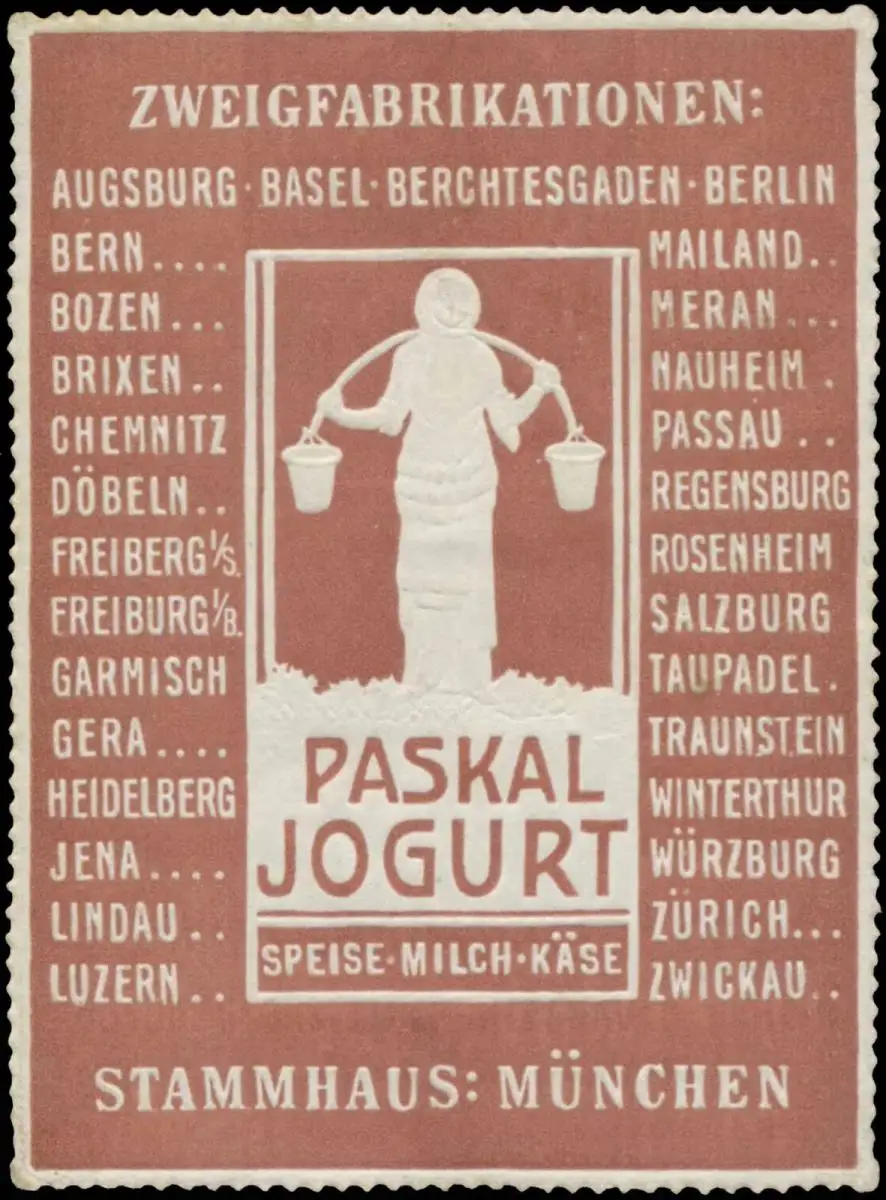 ZWEIGFABRIKATIONEN:
AUGSBURG · BASEL · BERCHTESGADEN · BERLIN
BERN....
BOZEN...
BRIXEN..
CHEMNITZ
DÖBELN..
FREIBERG I/S.
FREIBURG I/B.
GARMISCH
GERA....
HEIDELBERG
JENA....
LINDAU..
LUZERN..
PASKAL
JOGURT
SPEISE · MILCH · KÄSE
MAILAND..
MERAN...
NAUHEIM.
PASSAU..
REGENSBURG
ROSENHEIM
SALZBURG
TAUPADEL.
TRAUNSTEIN
WINTERTHUR
WÜRZBURG
ZÜRICH...
ZWICKAU..
STAMMHAUS: MÜNCHEN